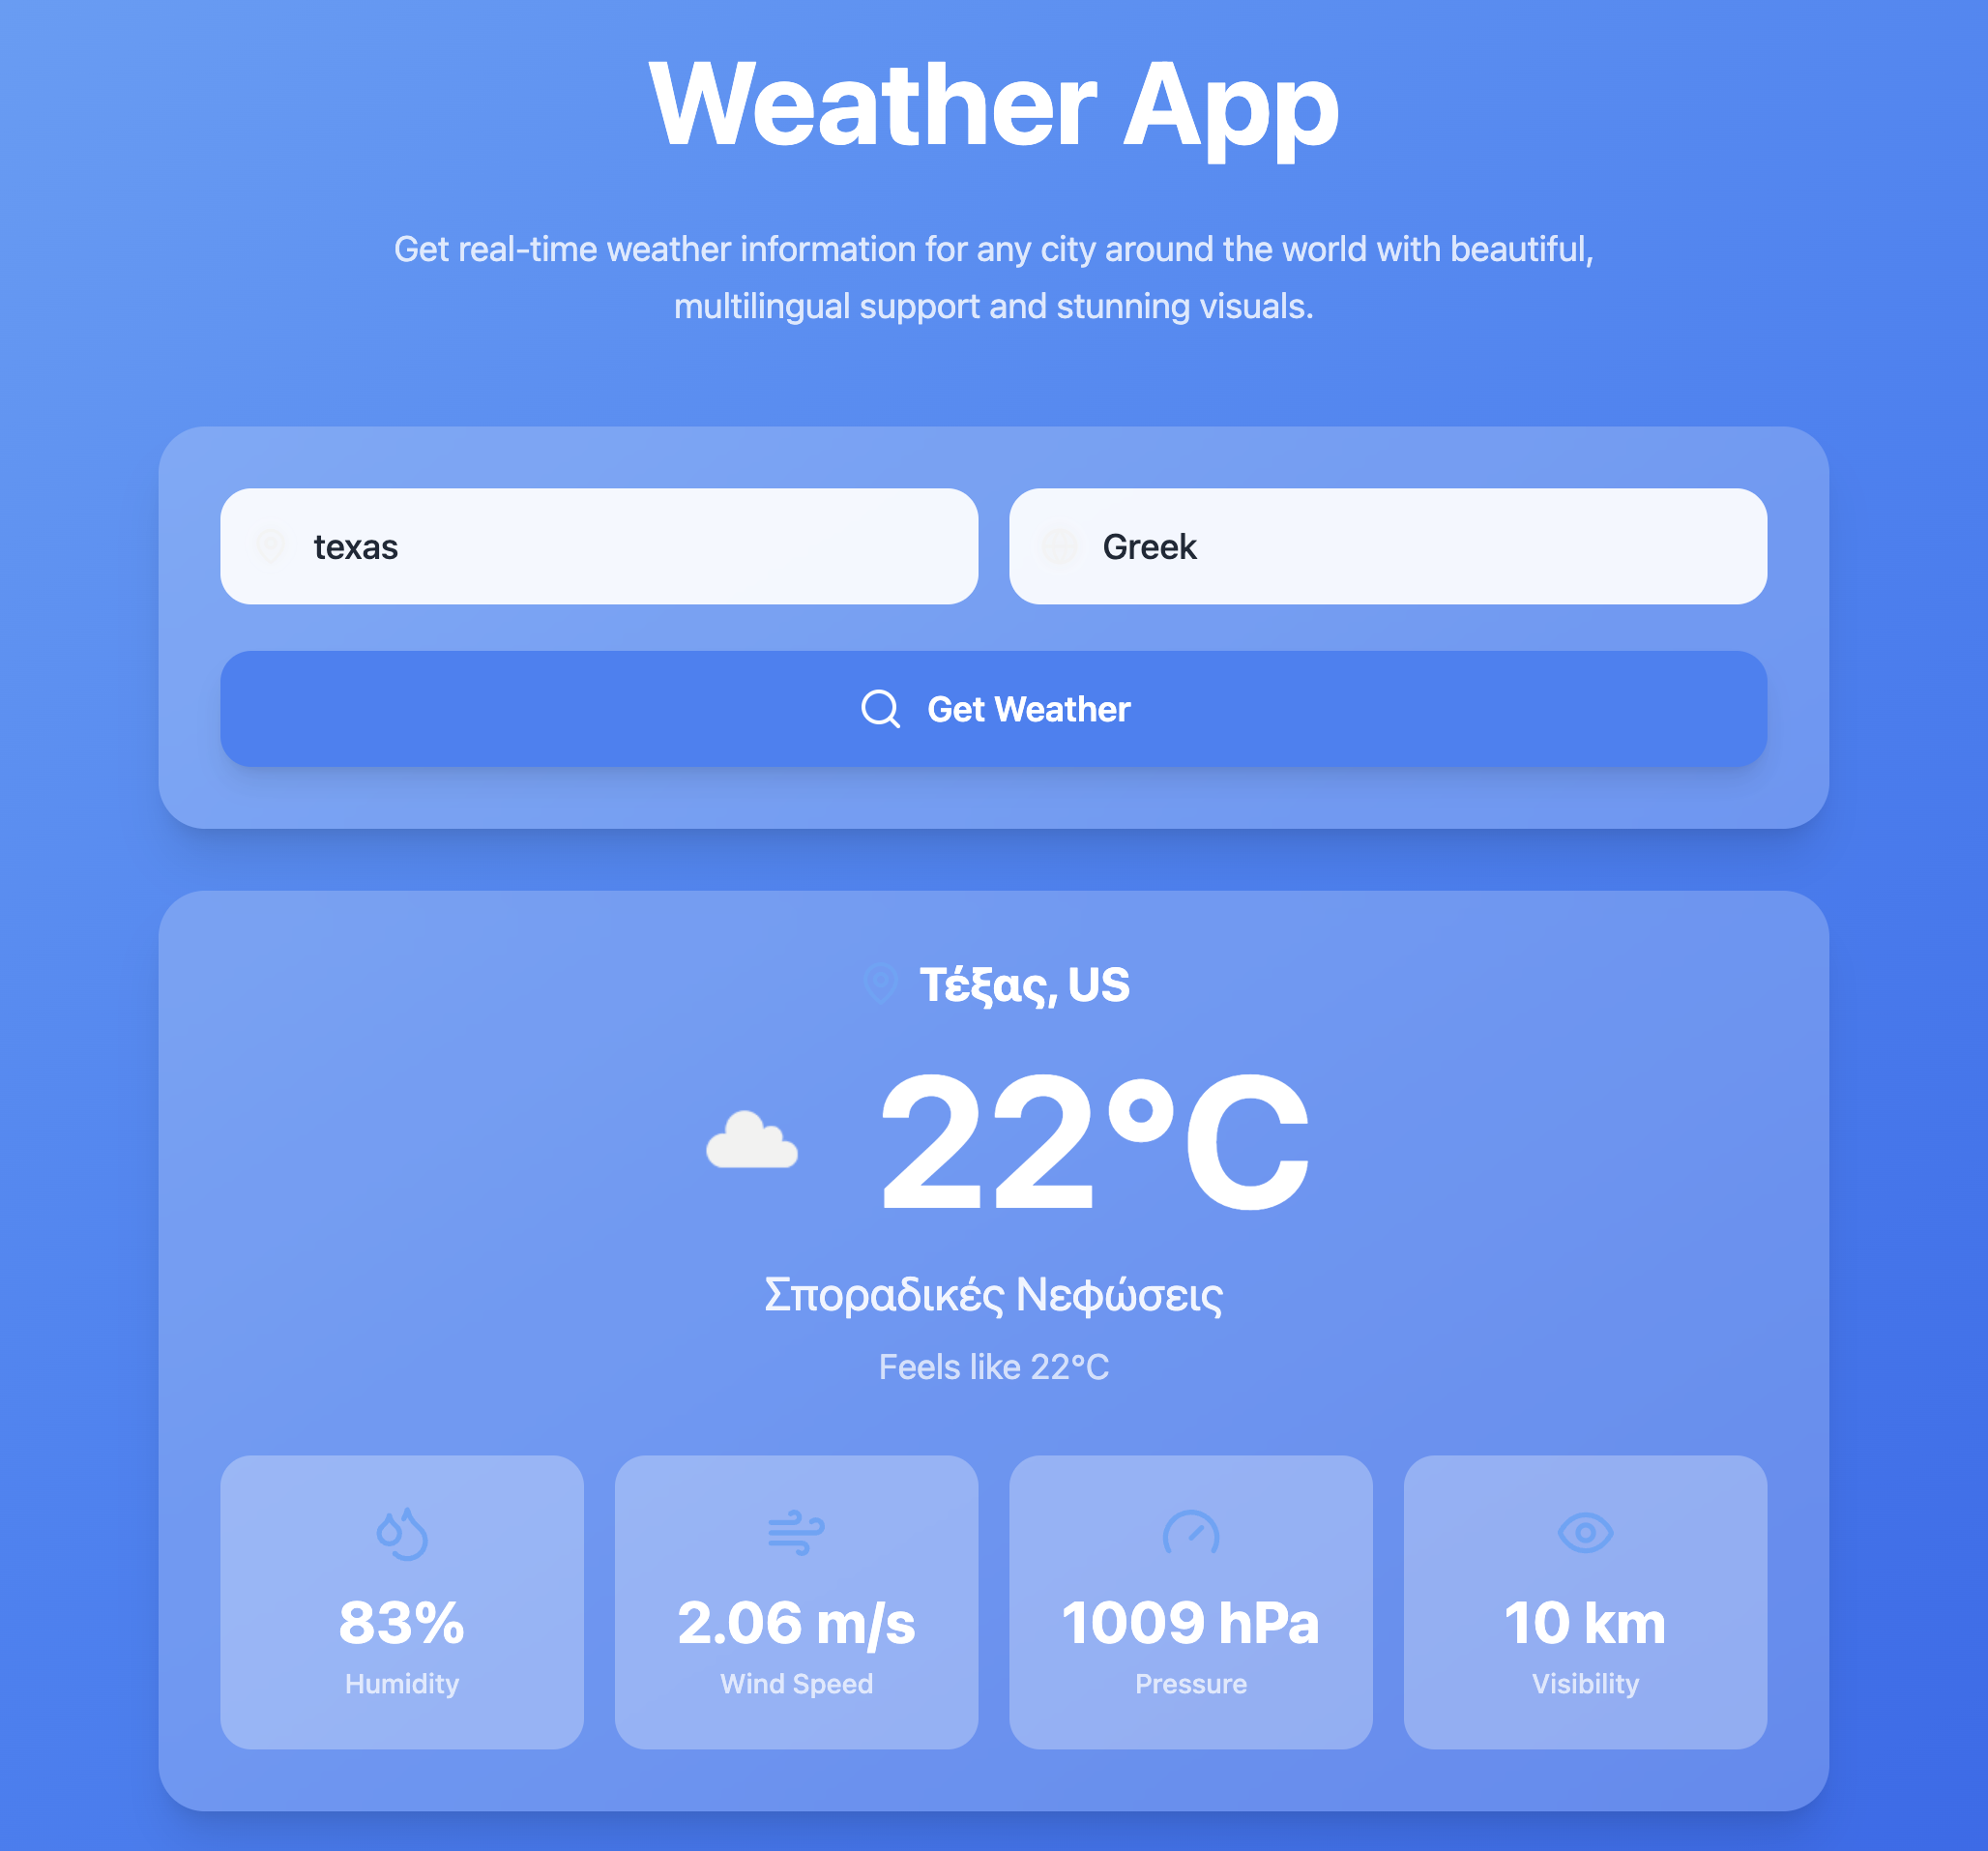 Weather App
Get real-time weather information for any city around the world with beautiful,
multilingual support and stunning visuals.
texas
Greek
Get Weather
Τέξας, US
22°C
Σποραδικές Νεφώσεις
Feels like 22°C
83%
Humidity
2.06 m/s
Wind Speed
1009 hPa
Pressure
10 km
Visibility